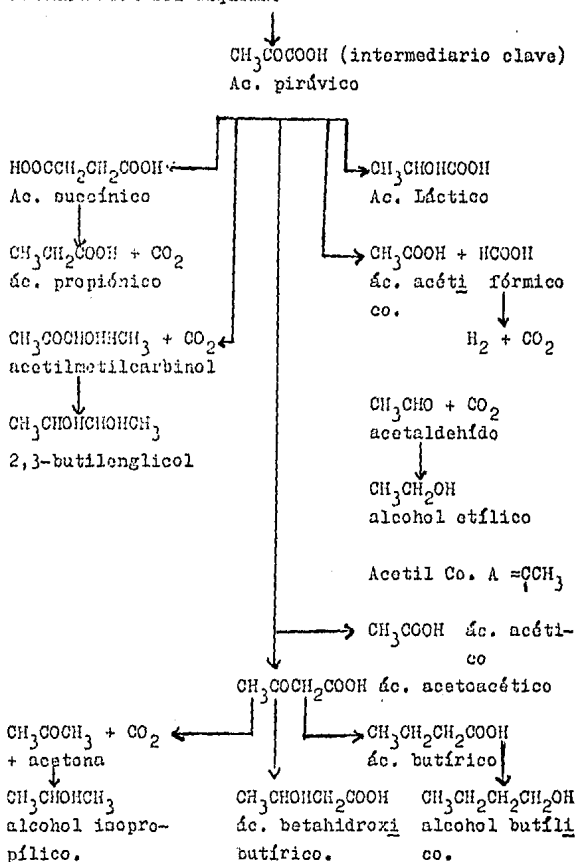 CH3COCOOH (intermediario clave)
Ac. pirúvico
HOOCCH2CH2COOH
Ac. succínico
CH3CH2COOH + CO2
ác. propiónico
CH3COCHOHHCH3 + CO2
acetilmetilcarbinol
CH3CHOHCHOHCH3
2,3-butilenglicol
CH3CHOHCOOH
Ac. Láctico
CH3COOH + HCOOH
ác. acéti fórmico
co.
H2 + CO2
CH3CHO + CO2
acetaldehído
CH3CH2OH
alcohol etílico
Acetil Co. A ≈CCH3
CH3COOH ác. acéti-
co
CH3COCH2COOH ác. acetoacético
CH3COCH3 + CO2
+ acetona
CH3CHOHCH3
alcohol isopro-
pílico.
CH3CHOHCH2COOH
ác. betahidroxi
butírico.
CH3CH2CH2COOH
ác. butírico
CH3CH2CH2CH2OH
alcohol butíli
co.